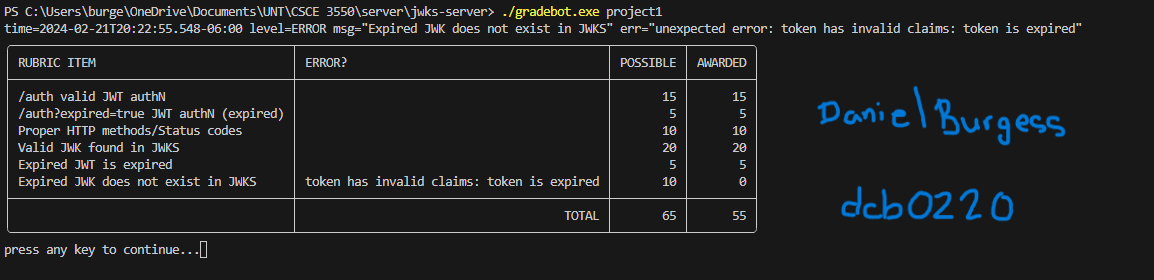 PS C:\Users\burge\OneDrive\Documents\UNT\CSCE 3550\server\jwks-server> ./gradebot.exe project1
time=2024-02-21T20:22:55.548-06:00 level=ERROR msg="Expired JWK does not exist in JWKS" err="unexpected error: token has invalid claims: token is expired"
RUBRIC ITEM ERROR? POSSIBLE AWARDED
/auth valid JWT authN 15 15
/auth?expired=true JWT authN (expired) 5 5
Proper HTTP methods/Status codes 10 10
Valid JWK found in JWKS 20 20
Expired JWT is expired 5 5
Expired JWK does not exist in JWKS token has invalid claims: token is expired 10 0
TOTAL 65 55
press any key to continue...
Daniel Burgess
dcb0220